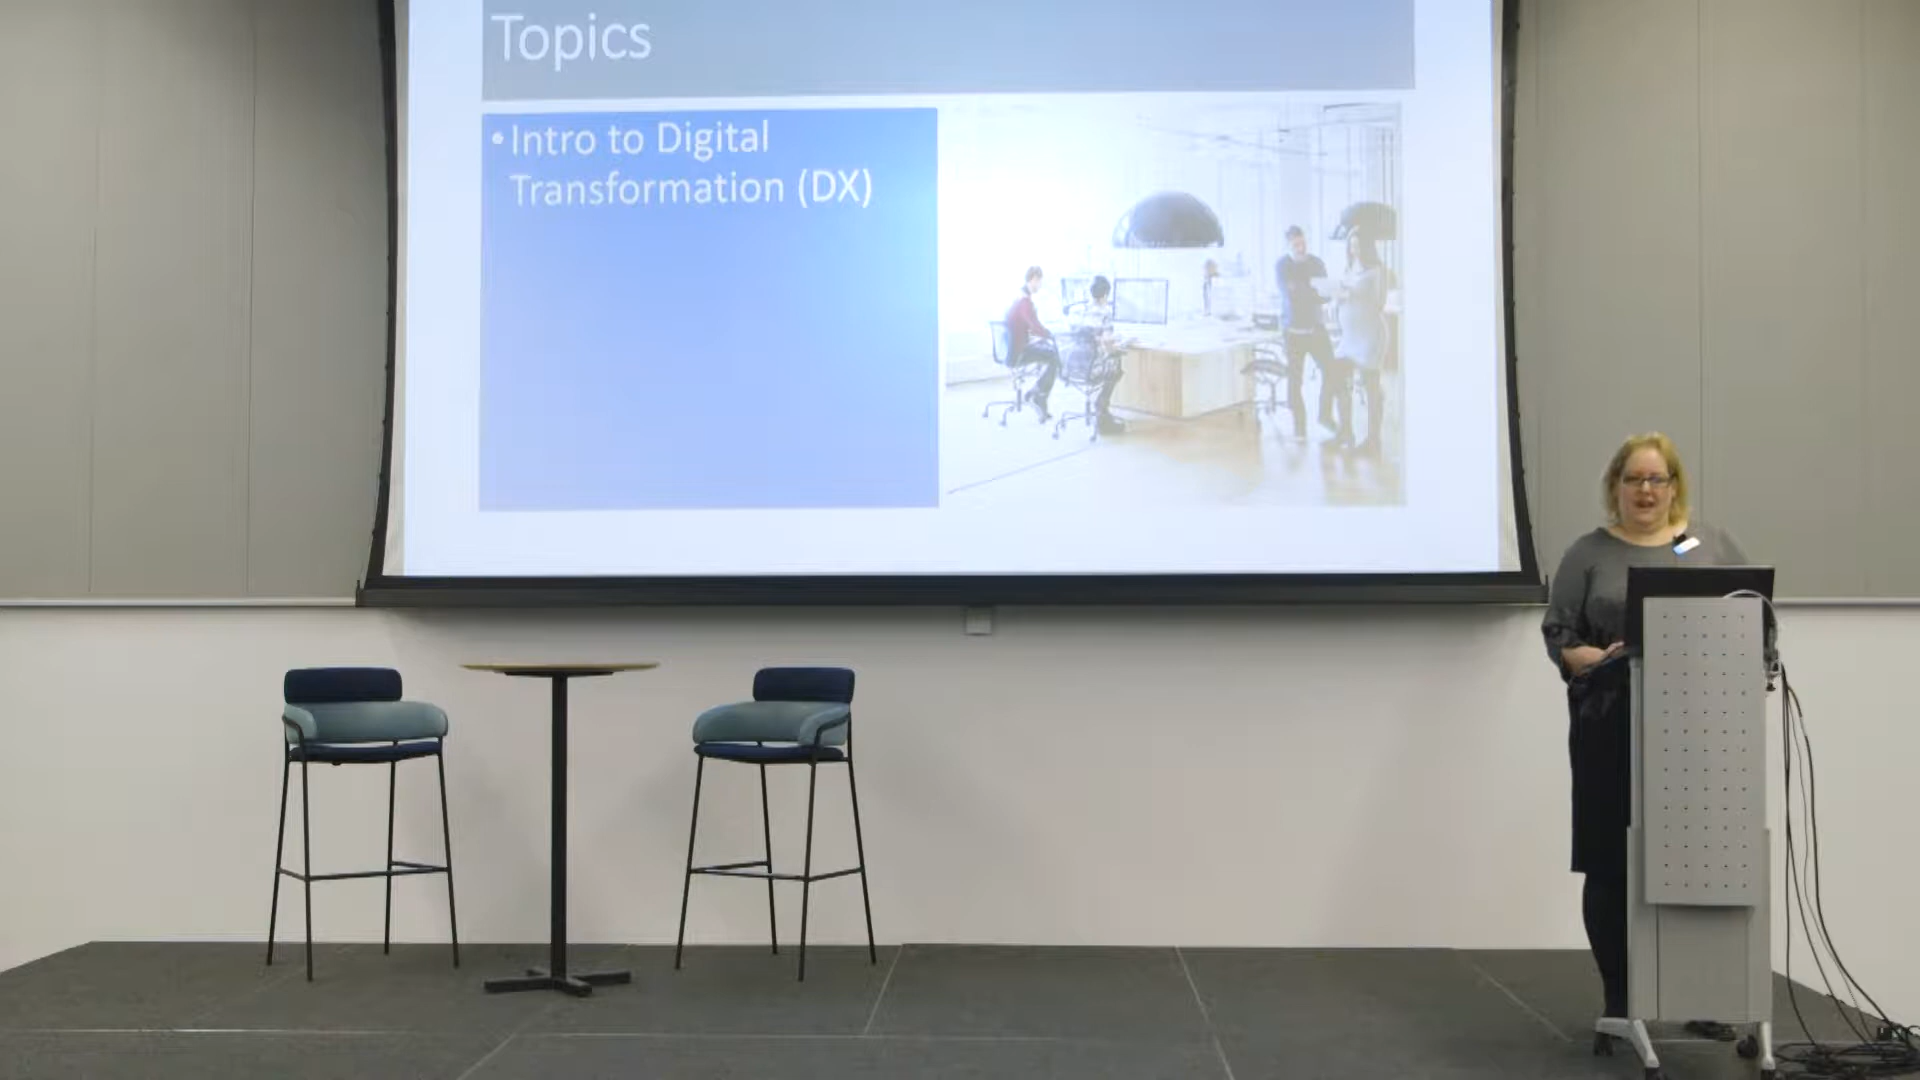 Topics
• Intro to Digital
Transformation (DX)